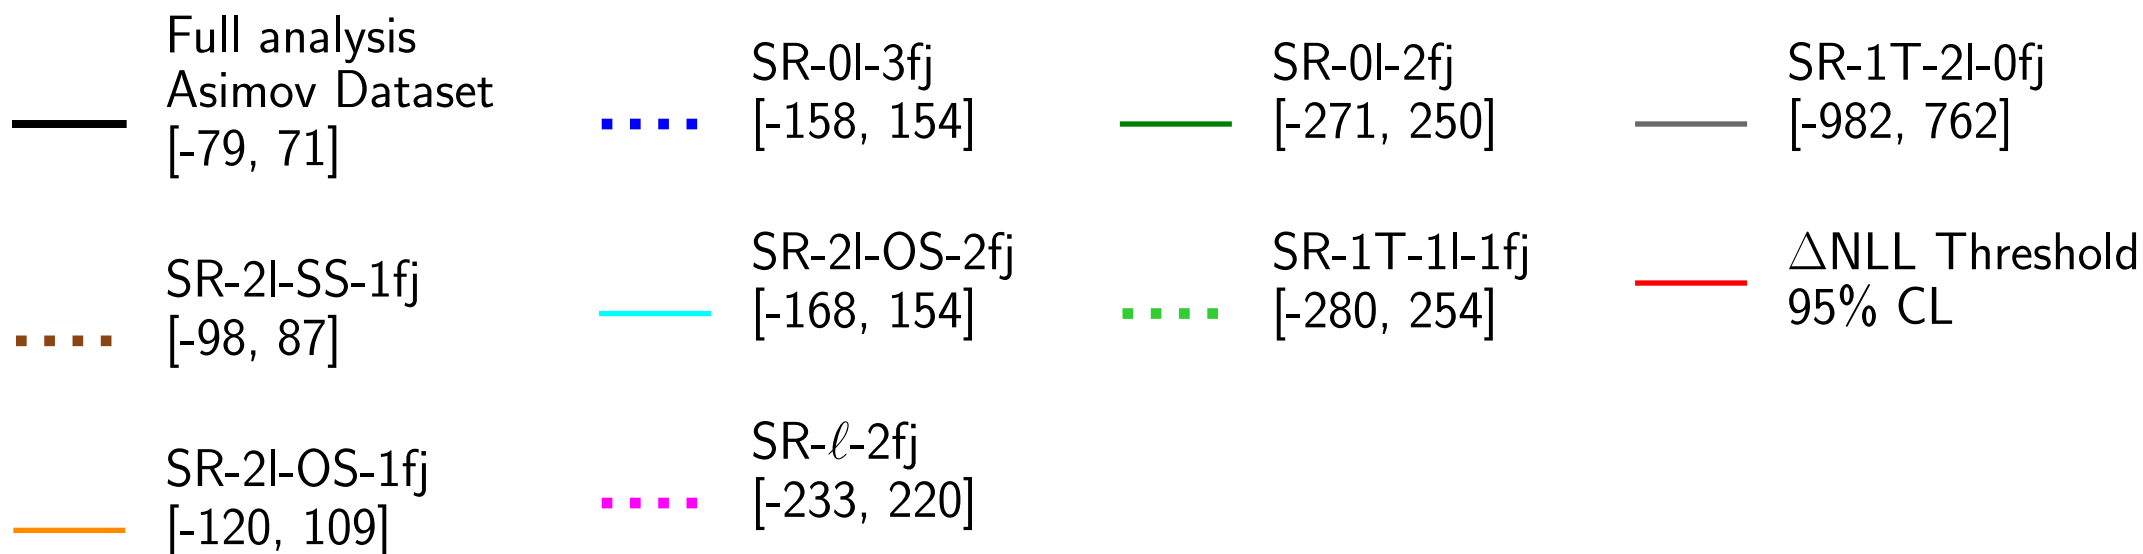 Full analysis
Asimov Dataset
[-79, 71]
SR-2l-SS-1fj
[-98, 87]
SR-2l-OS-1fj
[-120, 109]
SR-0l-3fj
[-158, 154]
SR-2l-OS-2fj
[-168, 154]
SR-ℓ-2fj
[-233, 220]
SR-0l-2fj
[-271, 250]
SR-1T-1l-1fj
[-280, 254]
SR-1T-2l-0fj
[-982, 762]
△NLL Threshold
95% CL